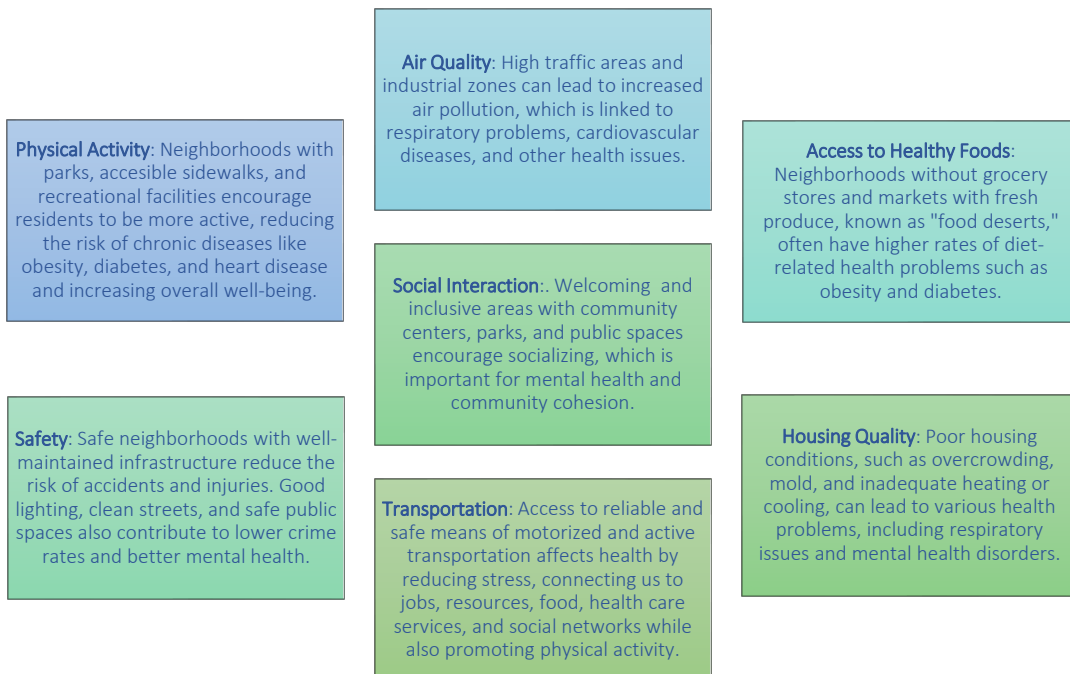 Physical Activity: Neighborhoods with
parks, accesible sidewalks, and
recreational facilities encourage
residents to be more active, reducing
the risk of chronic diseases like
obesity, diabetes, and heart disease
and increasing overall well-being.
Air Quality: High traffic areas and
industrial zones can lead to increased
air pollution, which is linked to
respiratory problems, cardiovascular
diseases, and other health issues.
Access to Healthy Foods:
Neighborhoods without grocery
stores and markets with fresh
produce, known as "food deserts,"
often have higher rates of diet-
related health problems such as
obesity and diabetes.
Social Interaction:. Welcoming  and
inclusive areas with community
centers, parks, and public spaces
encourage socializing, which is
important for mental health and
community cohesion.
Safety: Safe neighborhoods with well-
maintained infrastructure reduce the
risk of accidents and injuries. Good
lighting, clean streets, and safe public
spaces also contribute to lower crime
rates and better mental health.
Transportation: Access to reliable and
safe means of motorized and active
transportation affects health by
reducing stress, connecting us to
jobs, resources, food, health care
services, and social networks while
also promoting physical activity.
Housing Quality: Poor housing
conditions, such as overcrowding,
mold, and inadequate heating or
cooling, can lead to various health
problems, including respiratory
issues and mental health disorders.